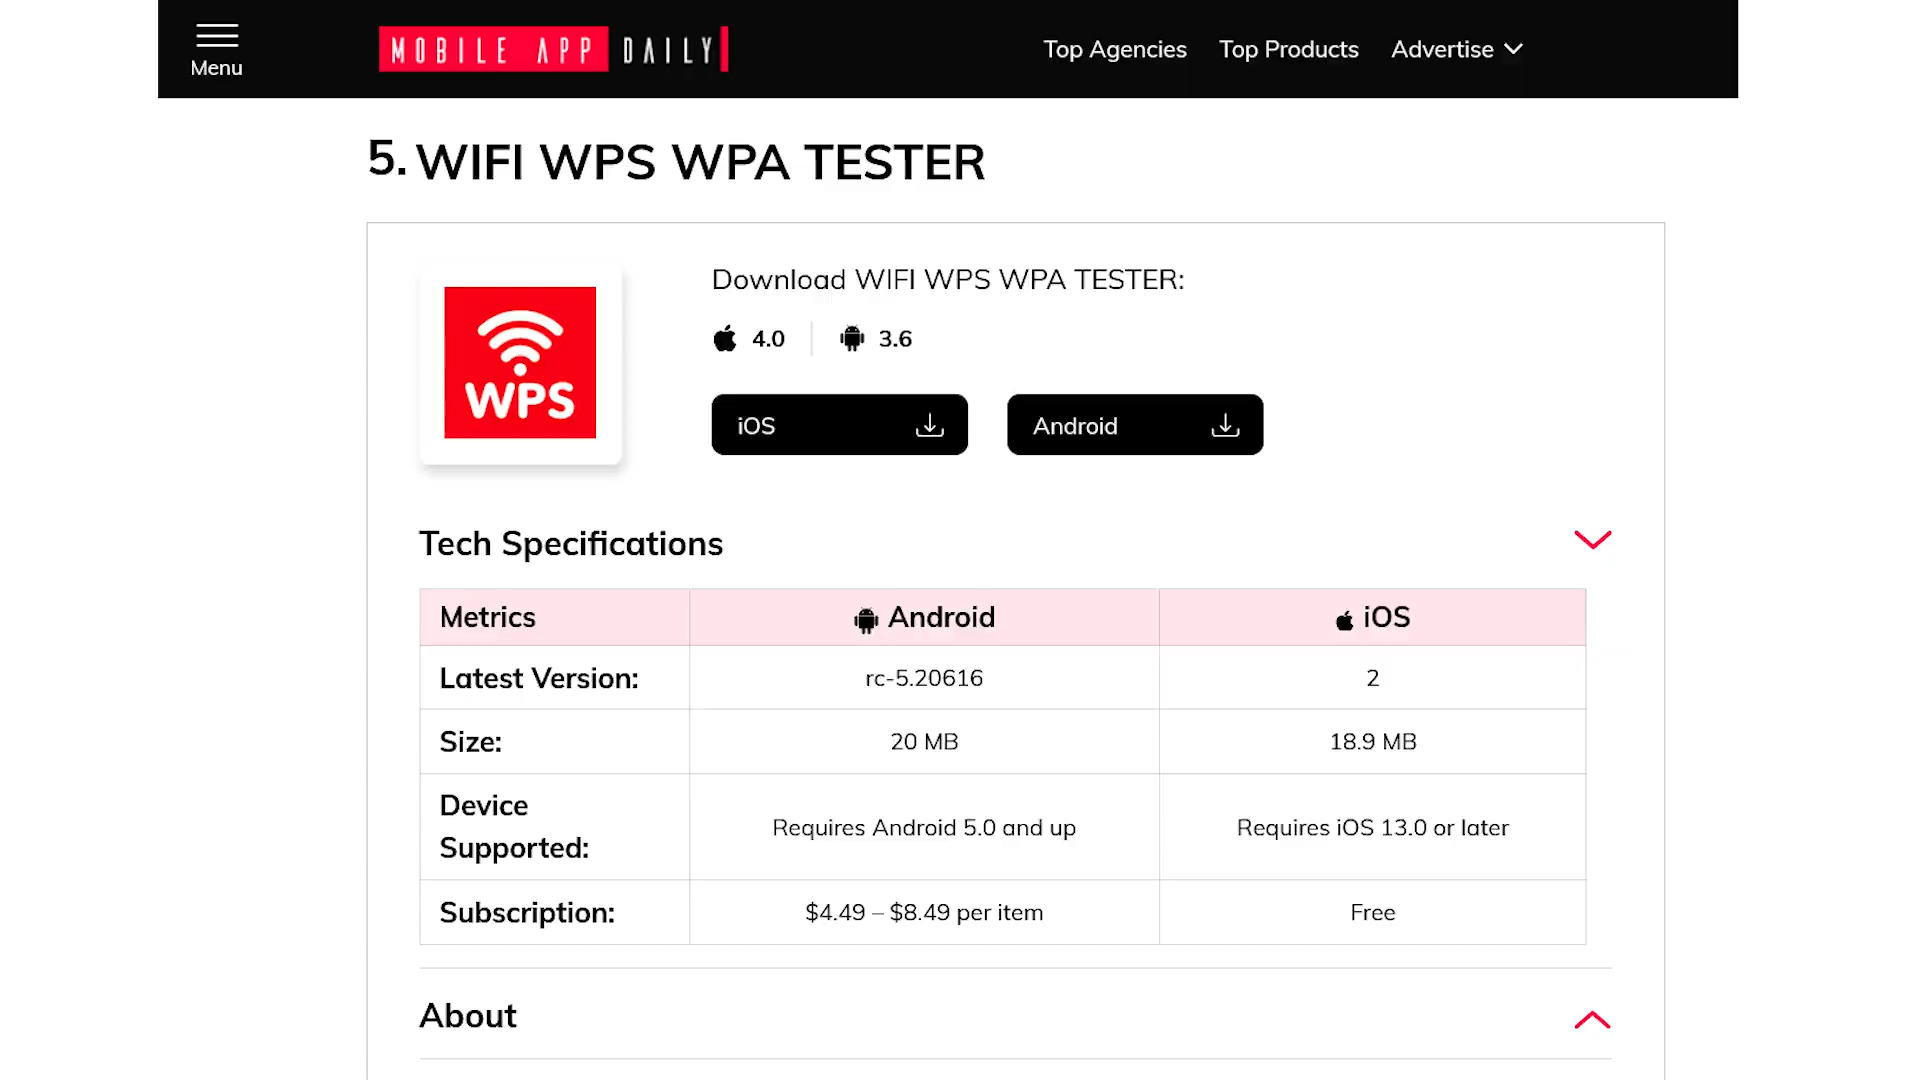 Menu
MOBILE APP DAILY
Top Agencies Top Products Advertise
5. WIFI WPS WPA TESTER
WPS
Download WIFI WPS WPA TESTER:
4.0 3.6
iOS Android
Tech Specifications
Metrics Android iOS
Latest Version: rc-5.20616 2
Size: 20 MB 18.9 MB
Device
Supported: Requires Android 5.0 and up Requires iOS 13.0 or later
Subscription: $4.49 – $8.49 per item Free
About